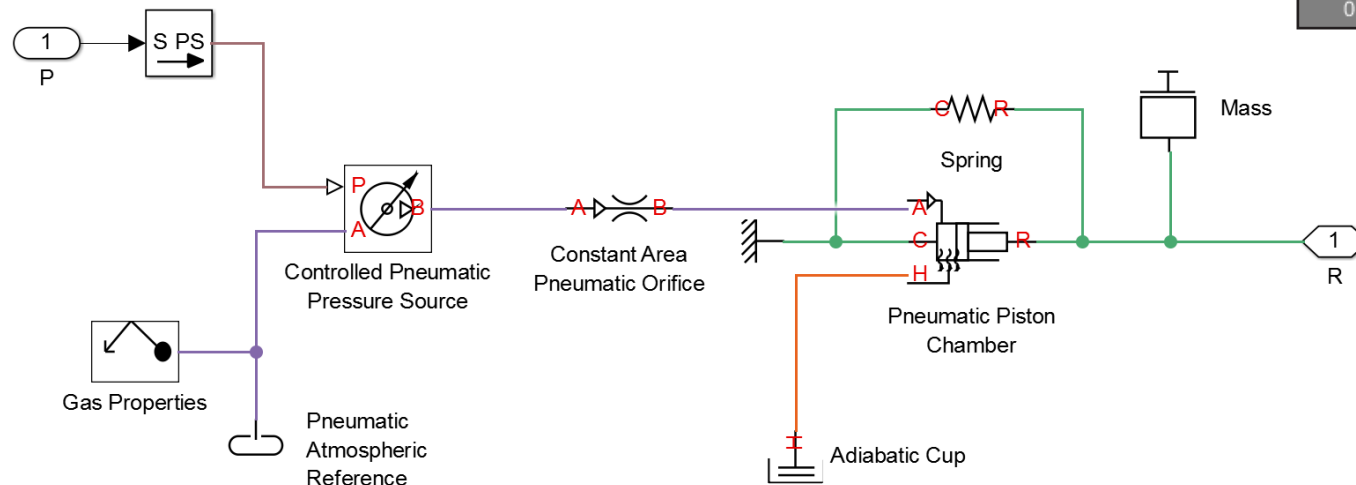 0
1
P
S PS
C
R
Mass
Spring
P
B
A
A
B
A
C
R
H
1
R
Controlled Pneumatic
Pressure Source
Constant Area
Pneumatic Orifice
Pneumatic Piston
Chamber
Gas Properties
Pneumatic
Atmospheric
Reference
H
Adiabatic Cup